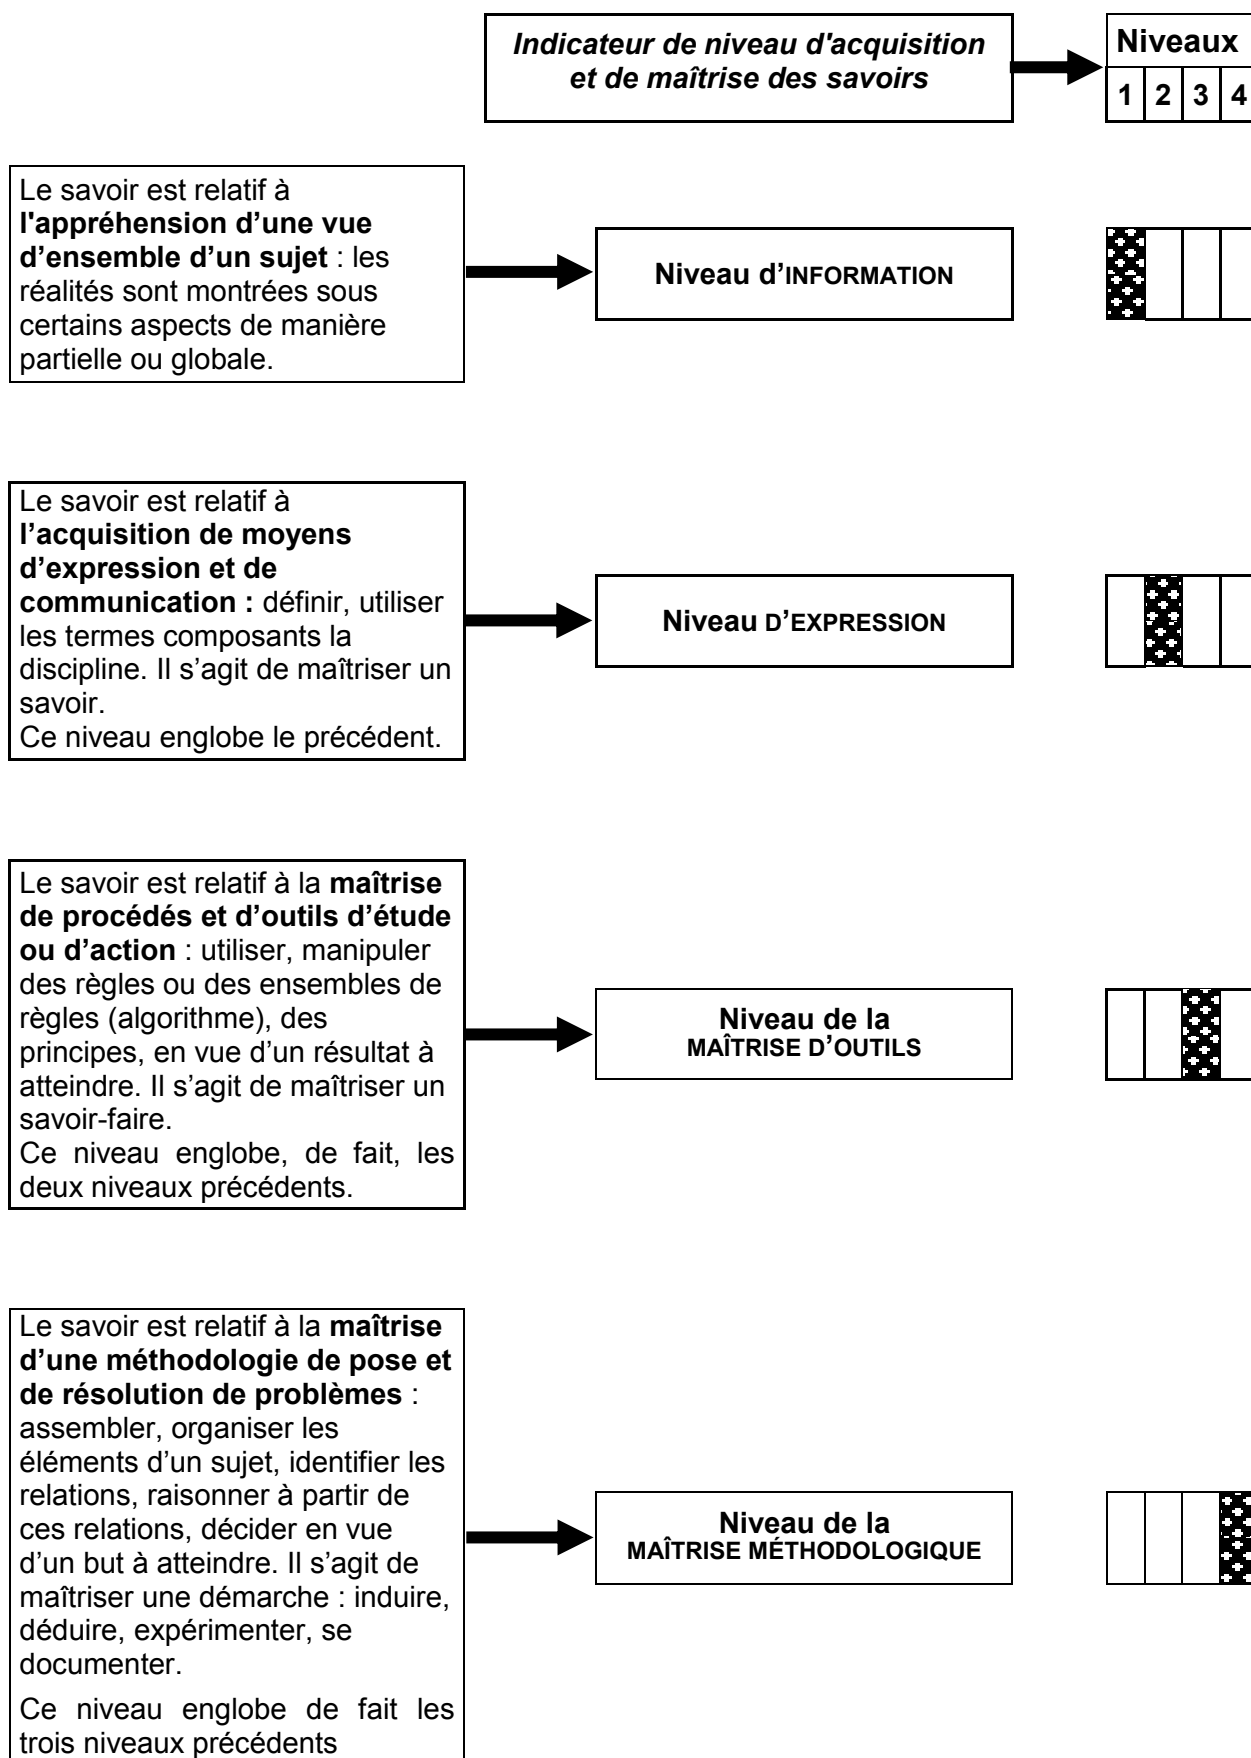 Indicateur de niveau d'acquisition
et de maîtrise des savoirs
Niveaux
1 2 3 4
Le savoir est relatif à
l'appréhension d’une vue
d’ensemble d’un sujet : les
réalités sont montrées sous
certains aspects de manière
partielle ou globale.
Niveau d’INFORMATION
Le savoir est relatif à
l’acquisition de moyens
d’expression et de
communication : définir, utiliser
les termes composants la
discipline. Il s’agit de maîtriser un
savoir.
Ce niveau englobe le précédent.
Niveau D’EXPRESSION
Le savoir est relatif à la maîtrise
de procédés et d’outils d’étude
ou d’action : utiliser, manipuler
des règles ou des ensembles de
règles (algorithme), des
principes, en vue d’un résultat à
atteindre. Il s’agit de maîtriser un
savoir-faire.
Ce niveau englobe, de fait, les
deux niveaux précédents.
Niveau de la
MAÎTRISE D’OUTILS
Le savoir est relatif à la maîtrise
d’une méthodologie de pose et
de résolution de problèmes :
assembler, organiser les
éléments d’un sujet, identifier les
relations, raisonner à partir de
ces relations, décider en vue
d’un but à atteindre. Il s’agit de
maîtriser une démarche : induire,
déduire, expérimenter, se
documenter.
Ce niveau englobe de fait les
trois niveaux précédents
Niveau de la
MAÎTRISE MÉTHODOLOGIQUE